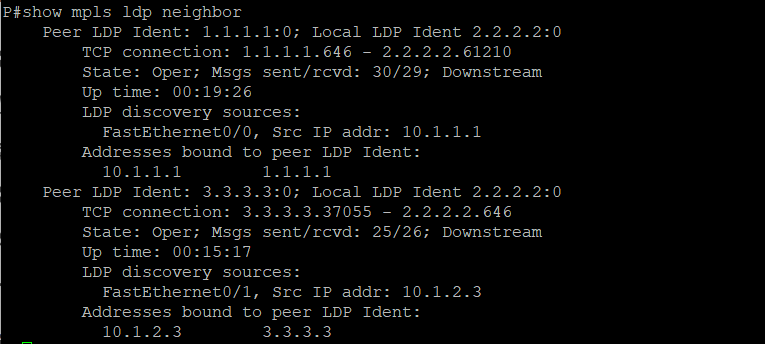 P#show mpls ldp neighbor
Peer LDP Ident: 1.1.1.1:0; Local LDP Ident 2.2.2.2:0
TCP connection: 1.1.1.1.646 - 2.2.2.2.61210
State: Oper; Msgs sent/rcvd: 30/29; Downstream
Up time: 00:19:26
LDP discovery sources:
FastEthernet0/0, Src IP addr: 10.1.1.1
Addresses bound to peer LDP Ident:
10.1.1.1        1.1.1.1
Peer LDP Ident: 3.3.3.3:0; Local LDP Ident 2.2.2.2:0
TCP connection: 3.3.3.3.37055 - 2.2.2.2.646
State: Oper; Msgs sent/rcvd: 25/26; Downstream
Up time: 00:15:17
LDP discovery sources:
FastEthernet0/1, Src IP addr: 10.1.2.3
Addresses bound to peer LDP Ident:
10.1.2.3        3.3.3.3